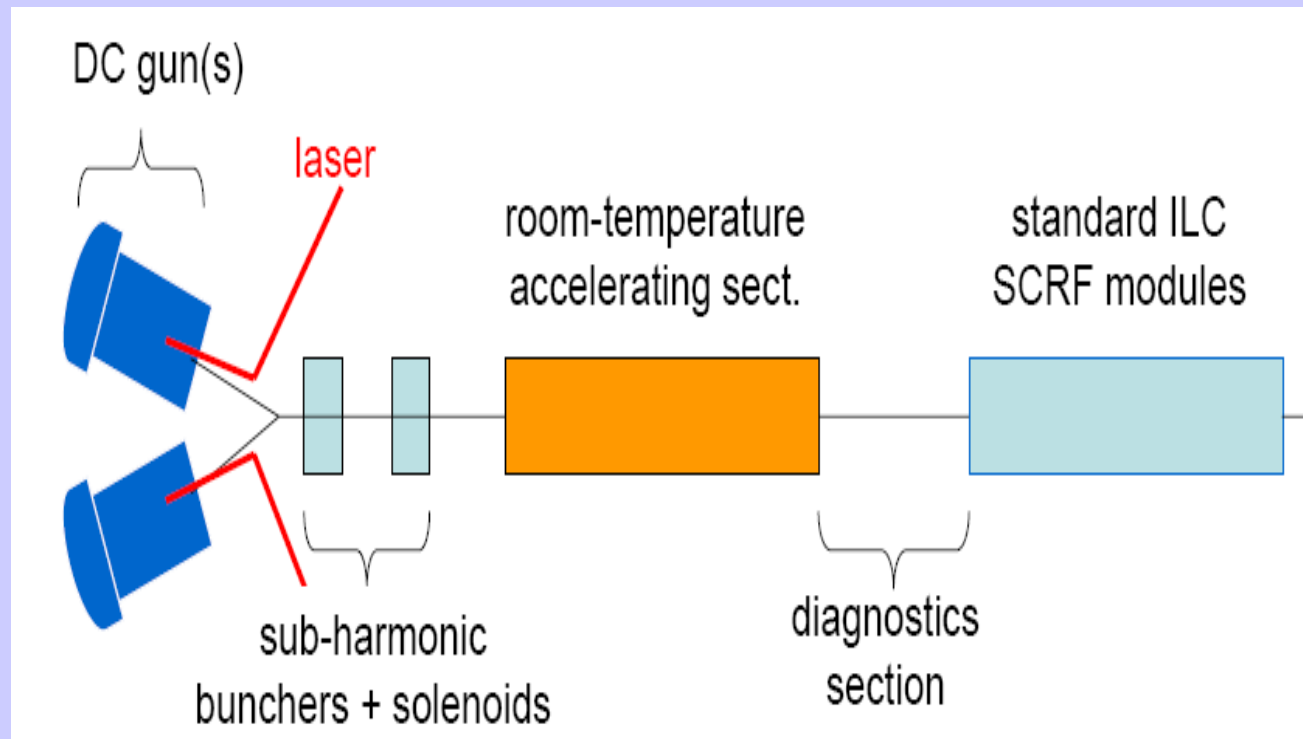 DC gun(s)
laser
room-temperature
accelerating sect.
standard ILC
SCRF modules
sub-harmonic
bunchers + solenoids
diagnostics
section